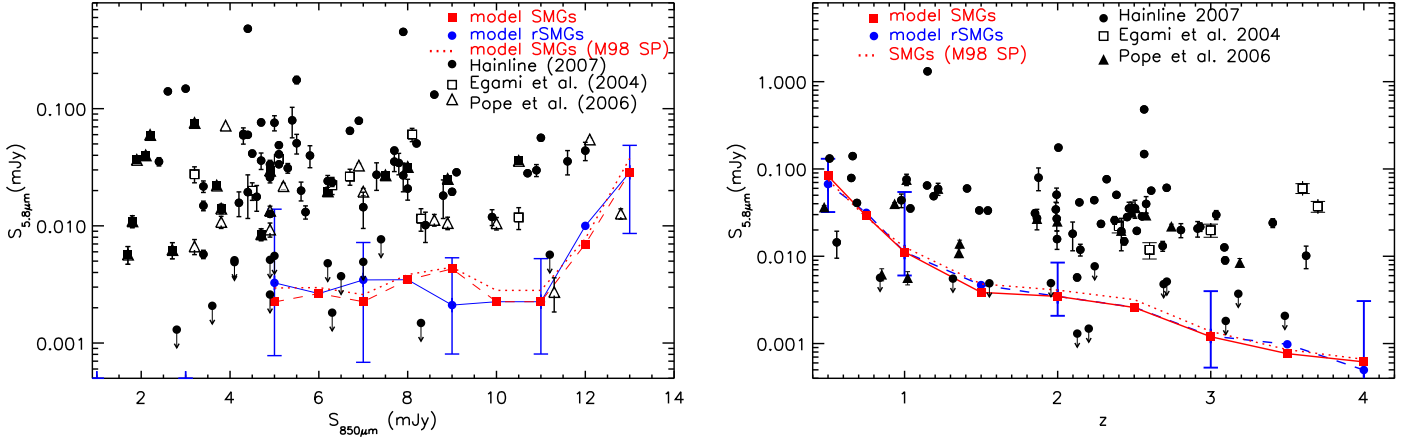 model SMGs
model rSMGs
model SMGs (M98 SP)
Hainline (2007)
Egami et al. (2004)
Pope et al. (2006)
S5.8μm(mJy)
0.100
0.010
0.001
2 4 6 8 10 12 14
S850μm (mJy)
model SMGs
model rSMGs
SMGs (M98 SP)
Hainline 2007
Egami et al. 2004
Pope et al. 2006
S5.8μm(mJy)
1.000
0.100
0.010
0.001
1 2 3 4
z